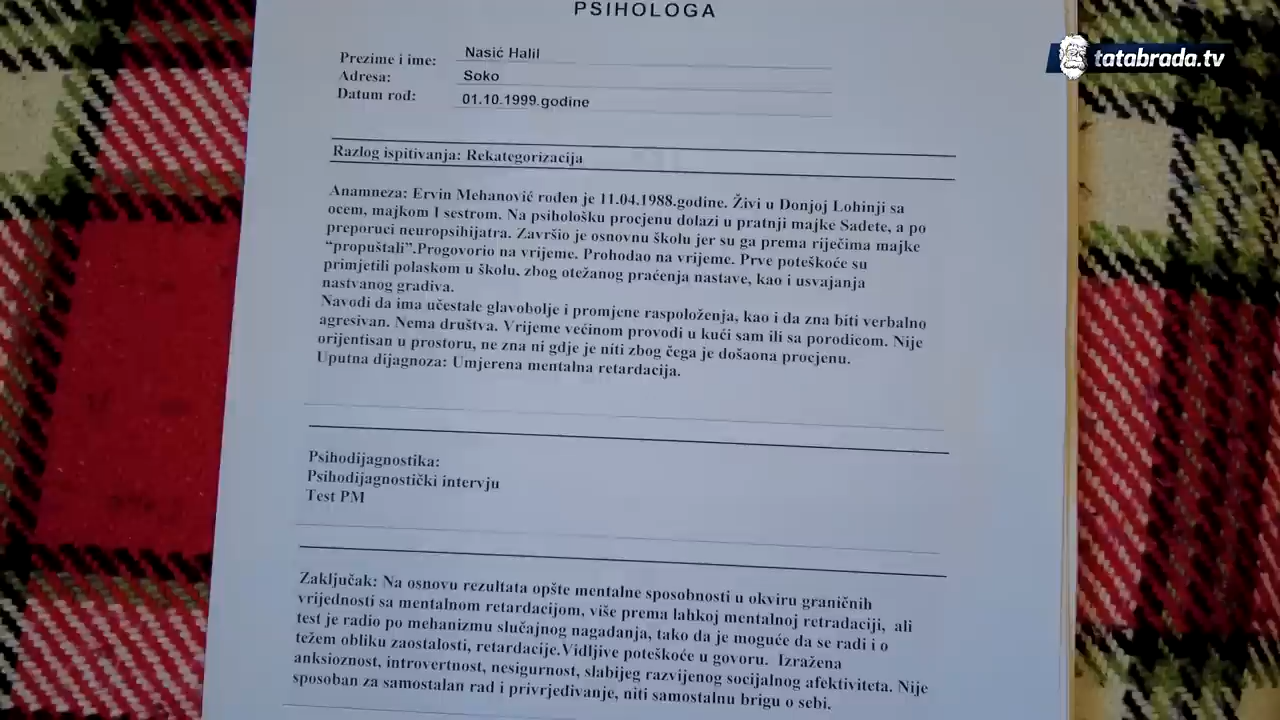 PSIHOLOGA
tatabrada.tv
Prezime i ime: Nasić Halil
Adresa: Soko
Datum rod: 01.10.1999.godine
Razlog ispitivanja: Rekategorizacija
Anamneza: Ervin Mehanović rođen je 11.04.1988.godine. Živi u Donjoj Lohinji sa
ocem, majkom I sestrom. Na psihološku procjenu dolazi u pratnji majke Sadete, a po
preporuci neuropsihijatra. Završio je osnovnu školu jer su ga prema riječima majke
“propuštali”.Progovorio na vrijeme. Prohodao na vrijeme. Prve poteškoće su
primjetili polaskom u školu, zbog otežanog praćenja nastave, kao i usvajanja
nastvanog gradiva.
Navodi da ima učestale glavobolje i promjene raspoloženja, kao i da zna biti verbalno
agresivan. Nema društva. Vrijeme većinom provodi u kući sam ili sa porodicom. Nije
orijentisan u prostoru, ne zna ni gdje je niti zbog čega je došaona procjenu.
Uputna dijagnoza: Umjerena mentalna retardacija.
Psihodijagnostika:
Psihodijagnostički intervju
Test PM
Zaključak: Na osnovu rezultata opšte mentalne sposobnosti u okviru graničnih
vrijednosti sa mentalnom retardacijom, više prema lahkoj mentalnoj retradaciji, ali
test je radio po mehanizmu slučajnog nagađanja, tako da je moguće da se radi i o
težem obliku zaostalosti, retardacije.Vidljive poteškoće u govoru. Izražena
anksioznost, introvertnost, nesigurnost, slabijeg razvijenog socijalnog afektiviteta. Nije
sposoban za samostalan rad i privrjeđivanje, niti samostalnu brigu o sebi.